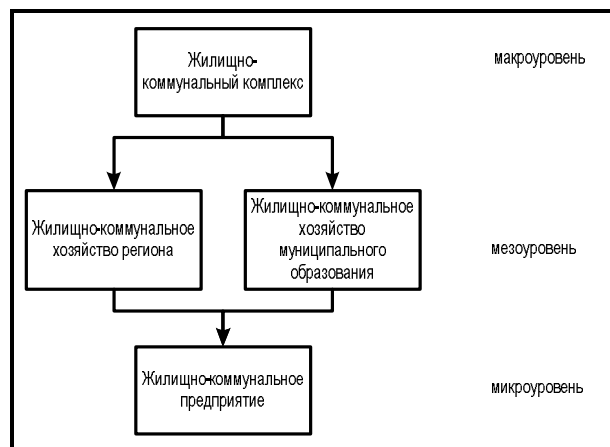 Жилищно-
коммунальный комплекс
макроуровень
Жилищно-коммунальное
хозяйство региона
Жилищно-коммунальное
хозяйство
муниципального
образования
мезоуровень
Жилищно-коммунальное
предприятие
микроуровень